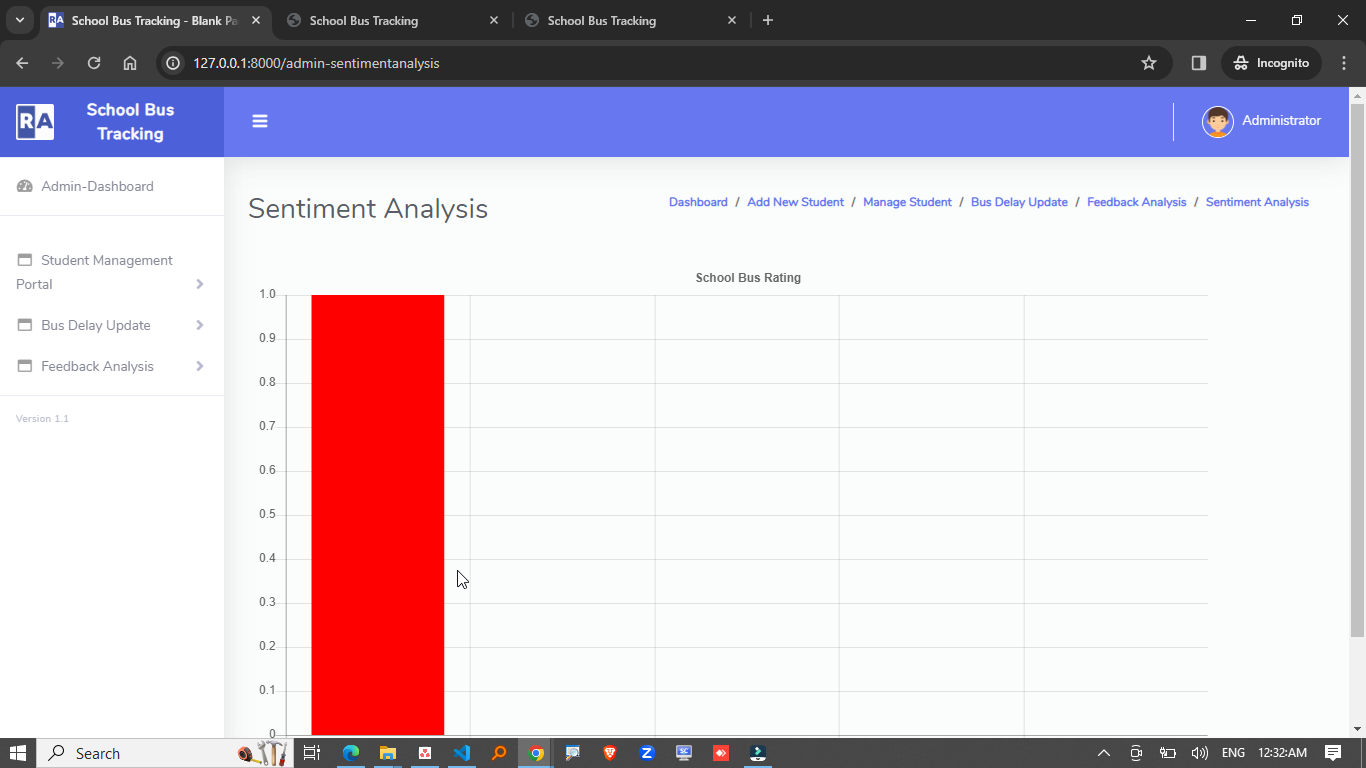 School Bus Tracking - Blank Pa
School Bus Tracking
School Bus Tracking
127.0.0.1:8000/admin-sentimentanalysis
Incognito
RA
School Bus
Tracking
Administrator
Admin-Dashboard
Student Management
Portal
Bus Delay Update
Feedback Analysis
Version 1.1
Sentiment Analysis
Dashboard / Add New Student / Manage Student / Bus Delay Update / Feedback Analysis / Sentiment Analysis
School Bus Rating
1.0
0.9
0.8
0.7
0.6
0.5
0.4
0.3
0.2
0.1
0
Search
ENG
12:32:AM